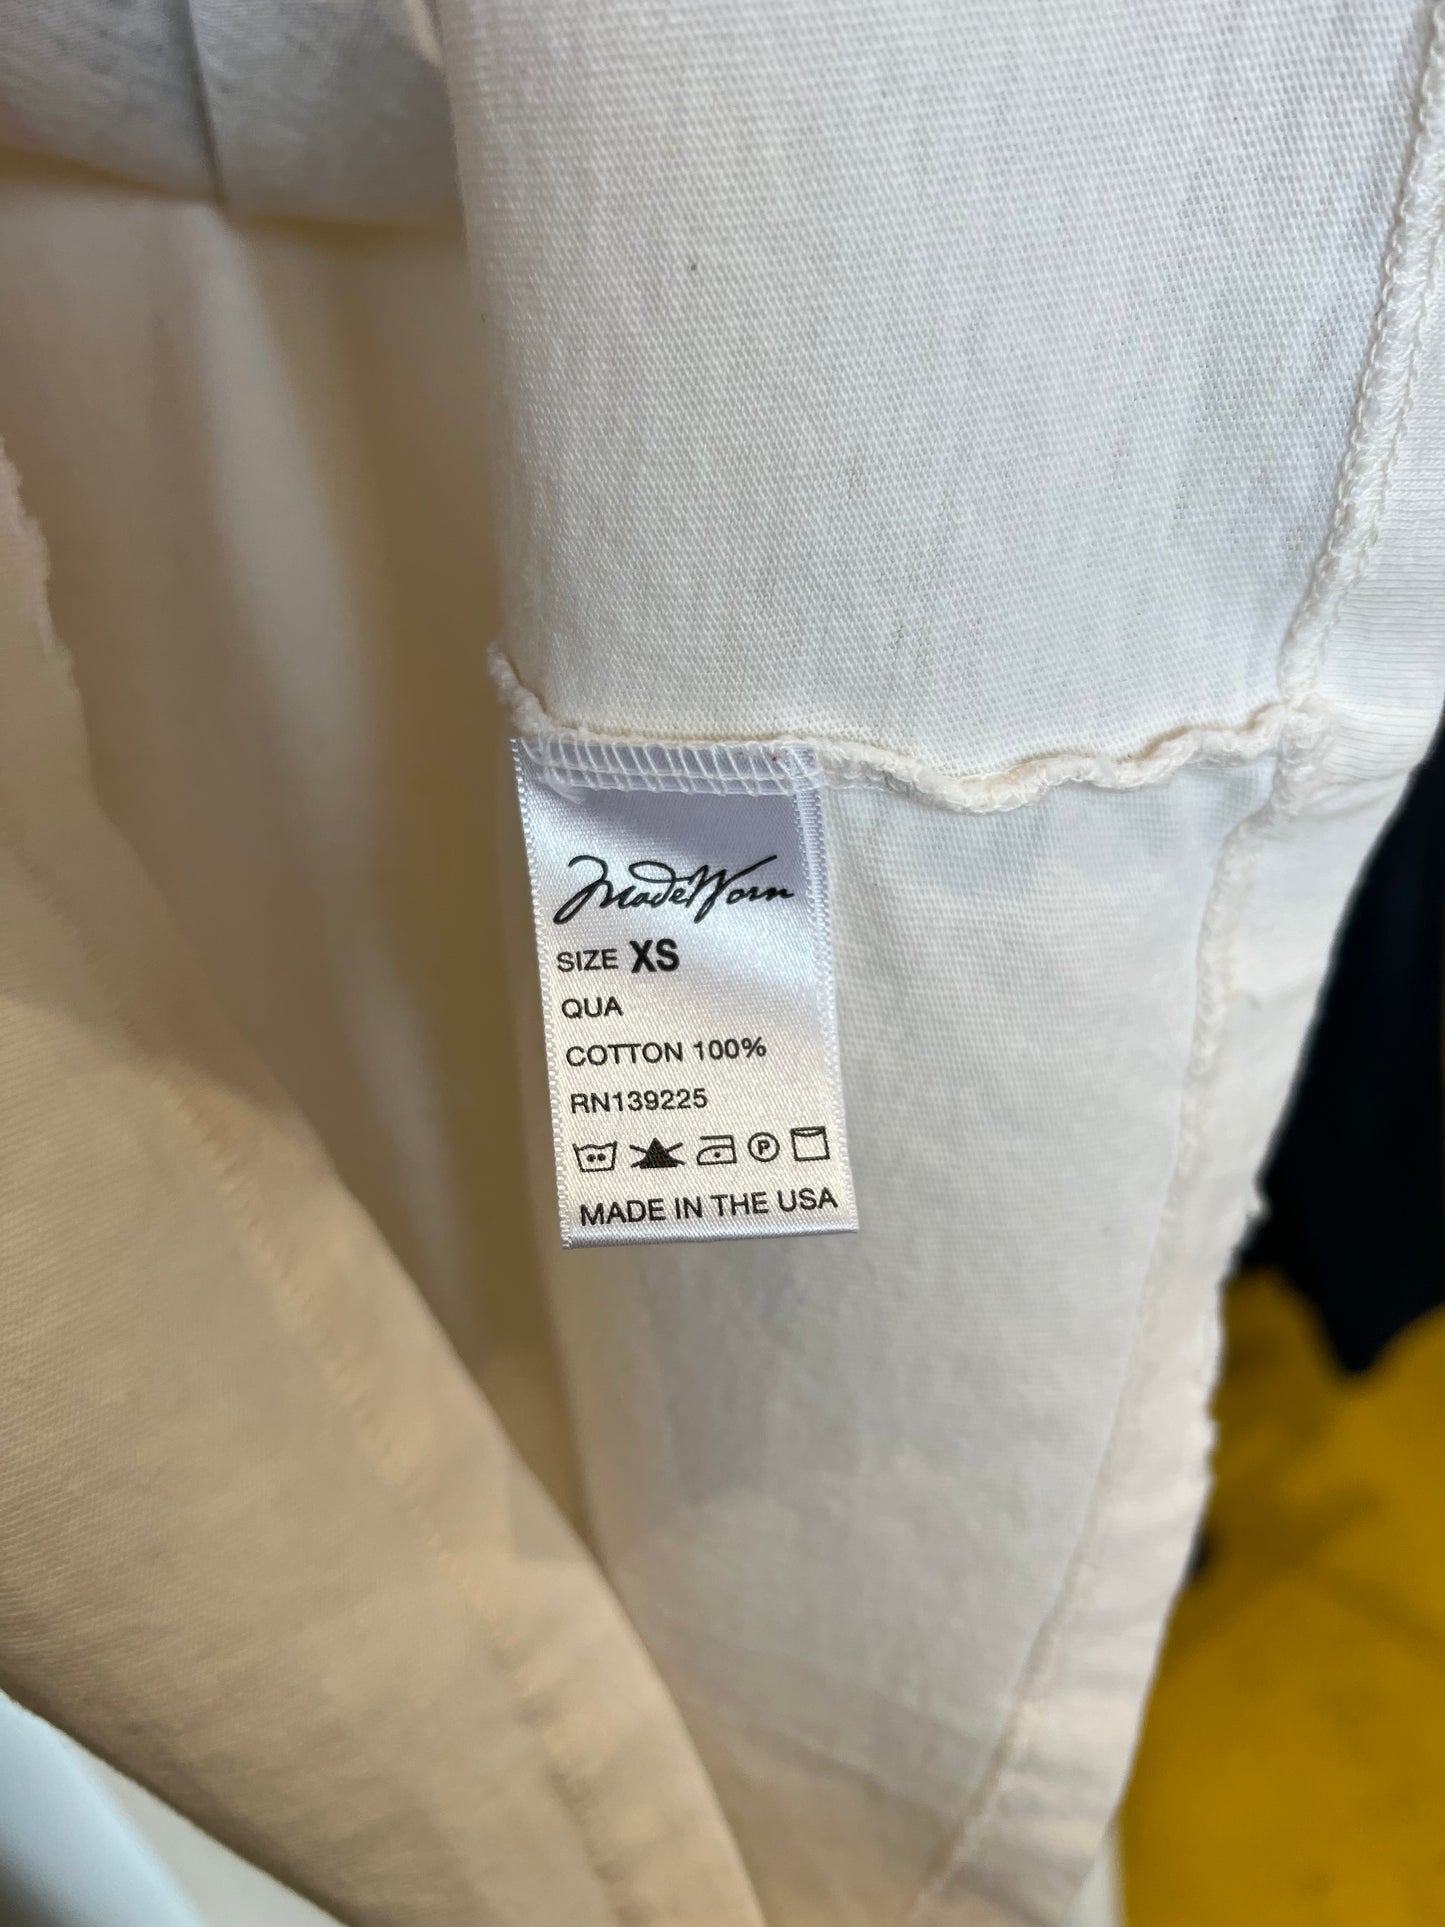 MadeWorn
SIZE XS
QUA
COTTON 100%
RN139225
P
MADE IN THE USA